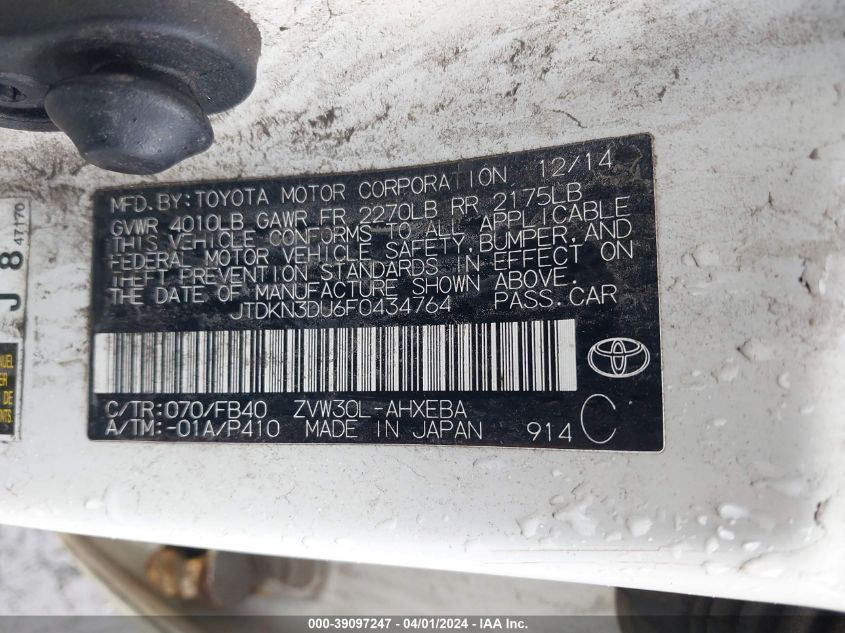 MFD. BY: TOYOTA MOTOR CORPORATION 12/14
GVWR 4010LB GAWR FR 2270LB RR 2175LB
THIS VEHICLE CONFORMS TO ALL APPLICABLE
FEDERAL MOTOR VEHICLE SAFETY, BUMPER, AND
THEFT PREVENTION STANDARDS IN EFFECT ON
THE DATE OF MANUFACTURE SHOWN ABOVE.
JTDKN3DU6F0434764 PASS. CAR
C/TR: 070/FB40 ZVW30L-AHXEBA
A/TM: -01A/P410 MADE IN JAPAN 914 C
J 8
47170
DE
000-39097247 - 04/01/2024 - IAA, Inc.